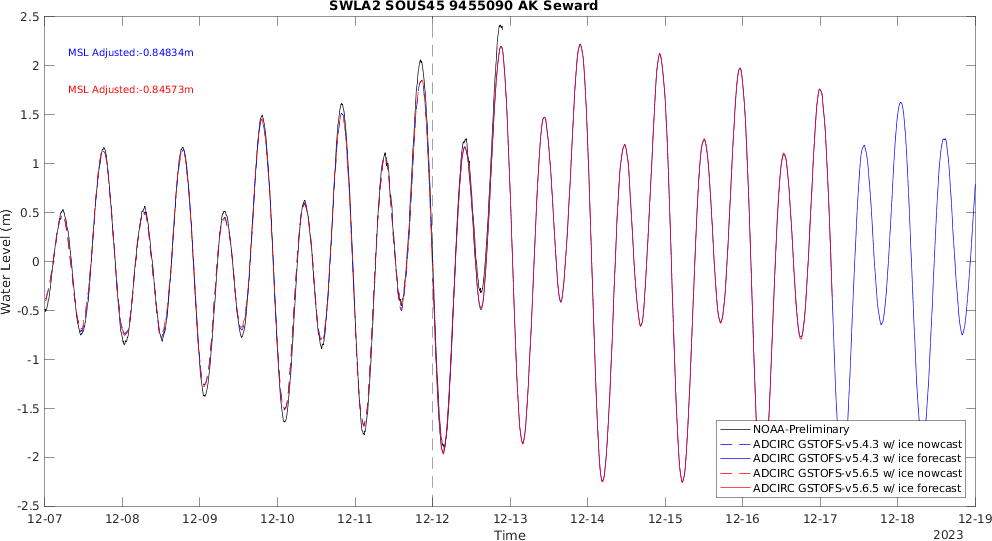 SWLA2 SOUS45 9455090 AK Seward
MSL Adjusted:-0.84834m
MSL Adjusted:-0.84573m
Water Level (m)
2.5
2
1.5
1
0.5
0
-0.5
-1
-1.5
-2
-2.5
NOAA-Preliminary
ADCIRC GSTOFS-v5.4.3 w/ ice nowcast
ADCIRC GSTOFS-v5.4.3 w/ ice forecast
ADCIRC GSTOFS-v5.6.5 w/ ice nowcast
ADCIRC GSTOFS-v5.6.5 w/ ice forecast
12-07 12-08 12-09 12-10 12-11 12-12 12-13 12-14 12-15 12-16 12-17 12-18 12-19
Time
2023